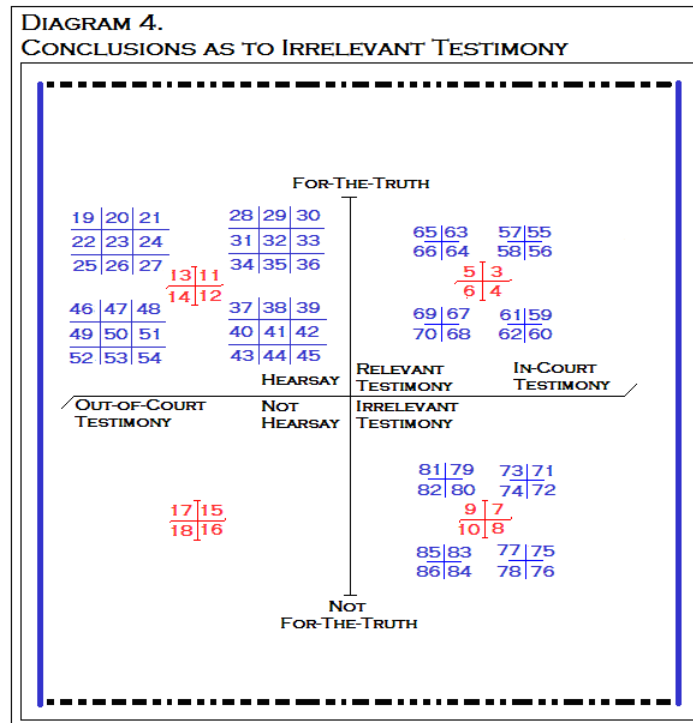 DIAGRAM 4.
CONCLUSIONS AS TO IRRELEVANT TESTIMONY
FOR-THE-TRUTH
19 20 21
22 23 24
25 26 27
28 29 30
31 32 33
34 35 36
13 11
14 12
46 47 48
49 50 51
52 53 54
37 38 39
40 41 42
43 44 45
65 63
66 64
57 55
58 56
5 3
6 4
69 67
70 68
61 59
62 60
HEARSAY
RELEVANT
TESTIMONY
IN-COURT
TESTIMONY
OUT-OF-COURT
TESTIMONY
NOT
HEARSAY
IRRELEVANT
TESTIMONY
17 15
18 16
81 79
82 80
73 71
74 72
9 7
10 8
85 83
86 84
77 75
78 76
NOT
FOR-THE-TRUTH